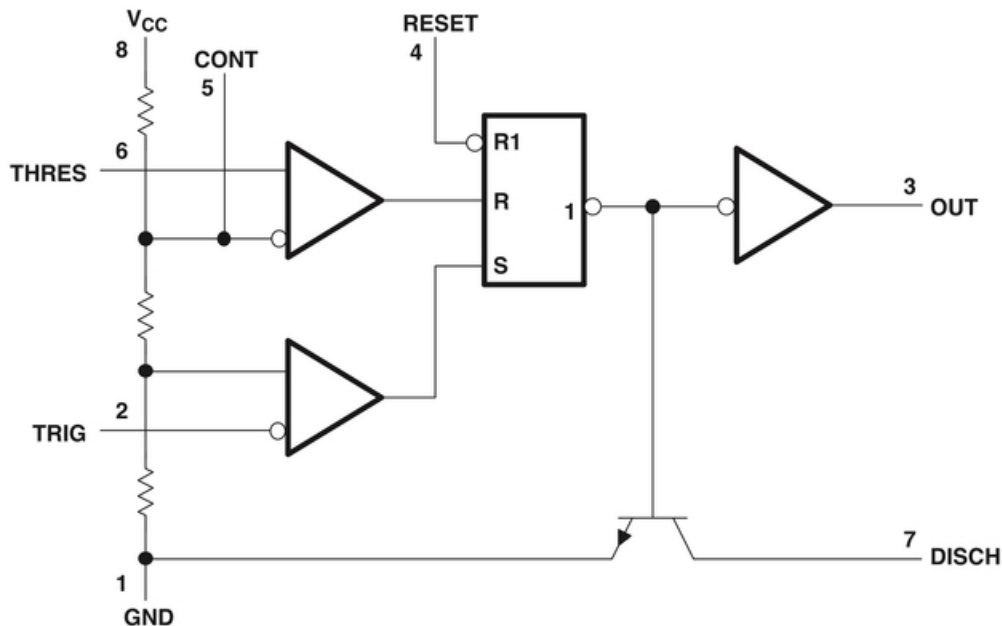 VCC
8
CONT
5
RESET
4
THRES
6
R1
R
1
S
3
OUT
2
TRIG
7
DISCH
1
GND